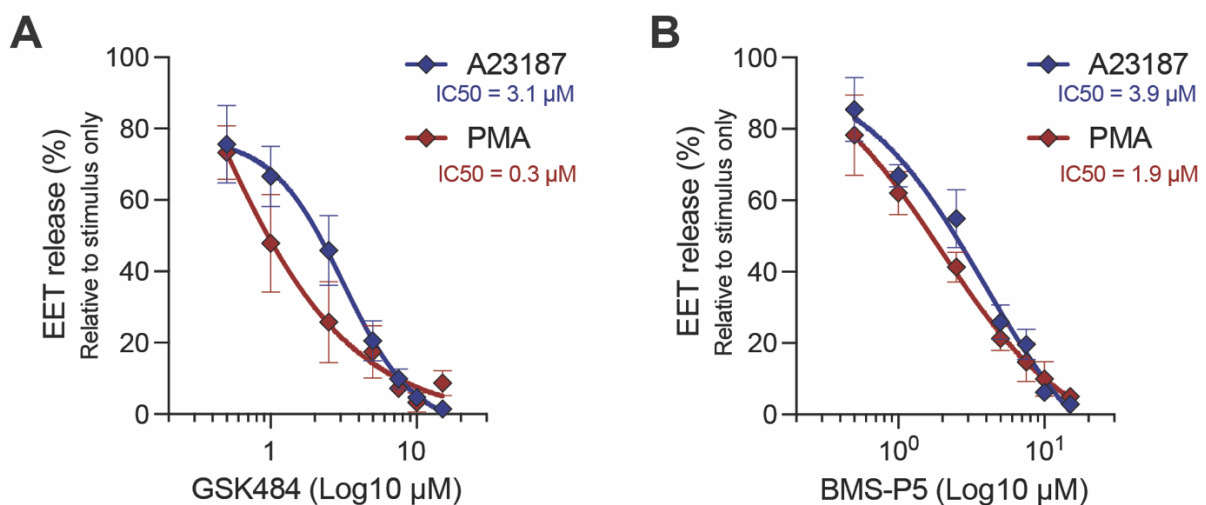 A
B
100
80
60
40
20
0
EET release (%)
Relative to stimulus only
A23187
IC50 = 3.1 µM
PMA
IC50 = 0.3 µM
1
10
GSK484 (Log10 µM)
100
80
60
40
20
0
EET release (%)
Relative to stimulus only
A23187
IC50 = 3.9 µM
PMA
IC50 = 1.9 µM
10⁰
10¹
BMS-P5 (Log10 µM)